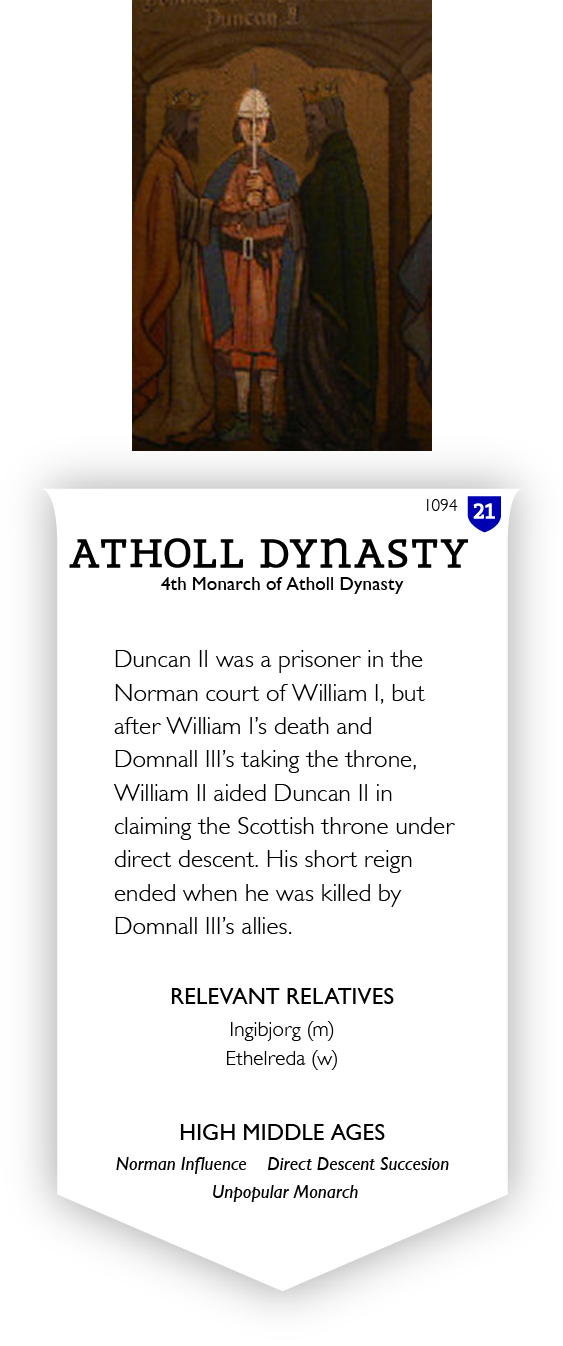 Duncan II
1094
21
ATHOLL DYNASTY
4th Monarch of Atholl Dynasty
Duncan II was a prisoner in the
Norman court of William I, but
after William I’s death and
Domnall III’s taking the throne,
William II aided Duncan II in
claiming the Scottish throne under
direct descent. His short reign
ended when he was killed by
Domnall III’s allies.
RELEVANT RELATIVES
Ingibjorg (m)
Ethelreda (w)
HIGH MIDDLE AGES
Norman Influence Direct Descent Succesion
Unpopular Monarch